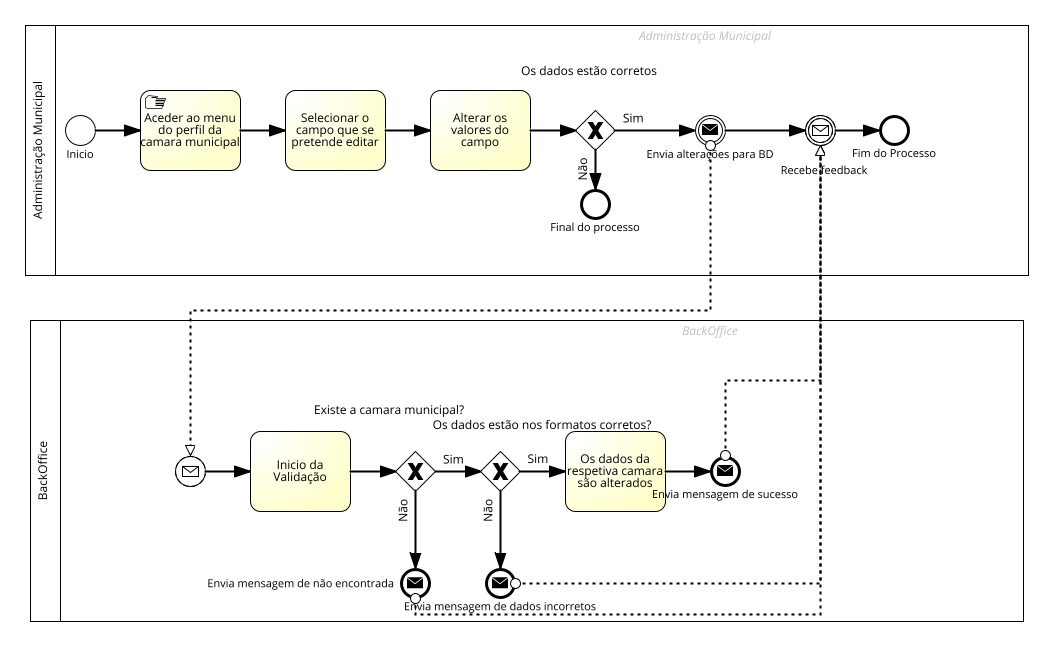 Administração Municipal
Administração Municipal
Os dados estão corretos
Inicio
Aceder ao menu
do perfil da
camara municipal
Selecionar o
campo que se
pretende editar
Alterar os
valores do
campo
Sim
Não
Envia alterações para BD
Recebe feedback
Fim do Processo
Final do processo
BackOffice
BackOffice
Existe a camara municipal?
Os dados estão nos formatos corretos?
Inicio da
Validação
Sim
Sim
Os dados da
respetiva camara
são alterados
Envia mensagem de sucesso
Não
Não
Envia mensagem de não encontrada
Envia mensagem de dados incorretos